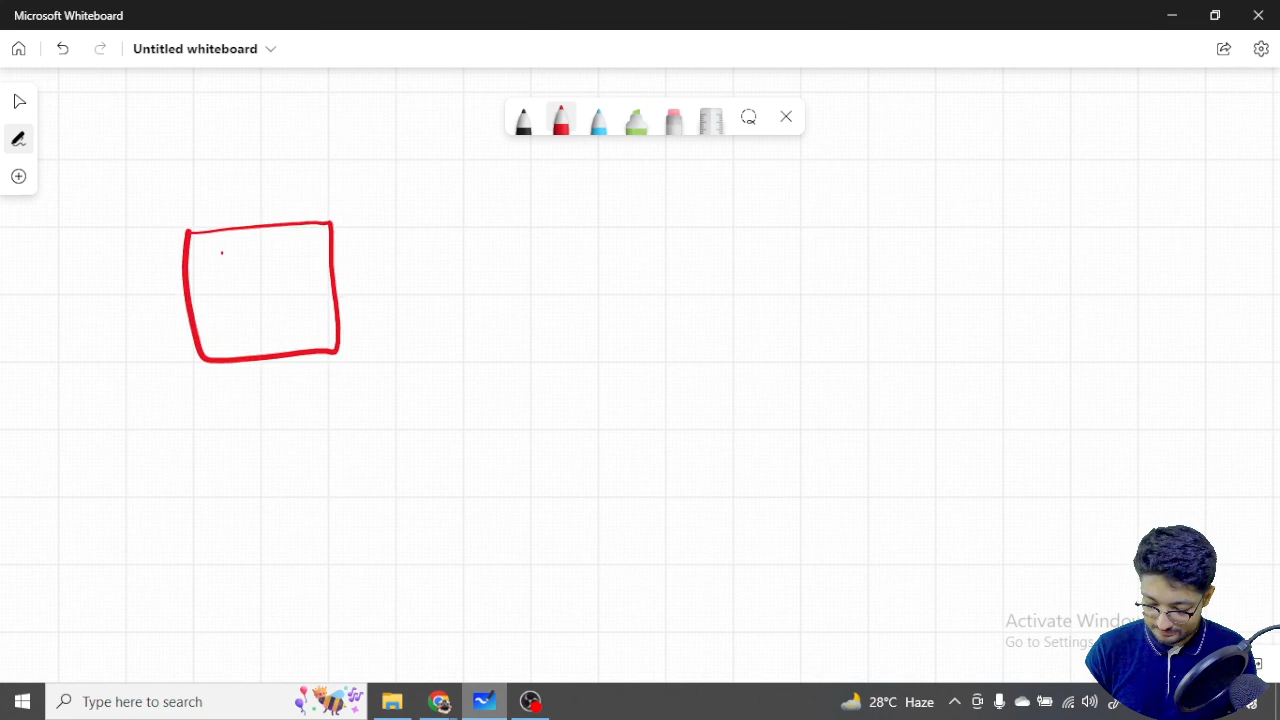 Microsoft Whiteboard
Untitled whiteboard
Activate Windo
Go to Settings
Type here to search
28°C Haze